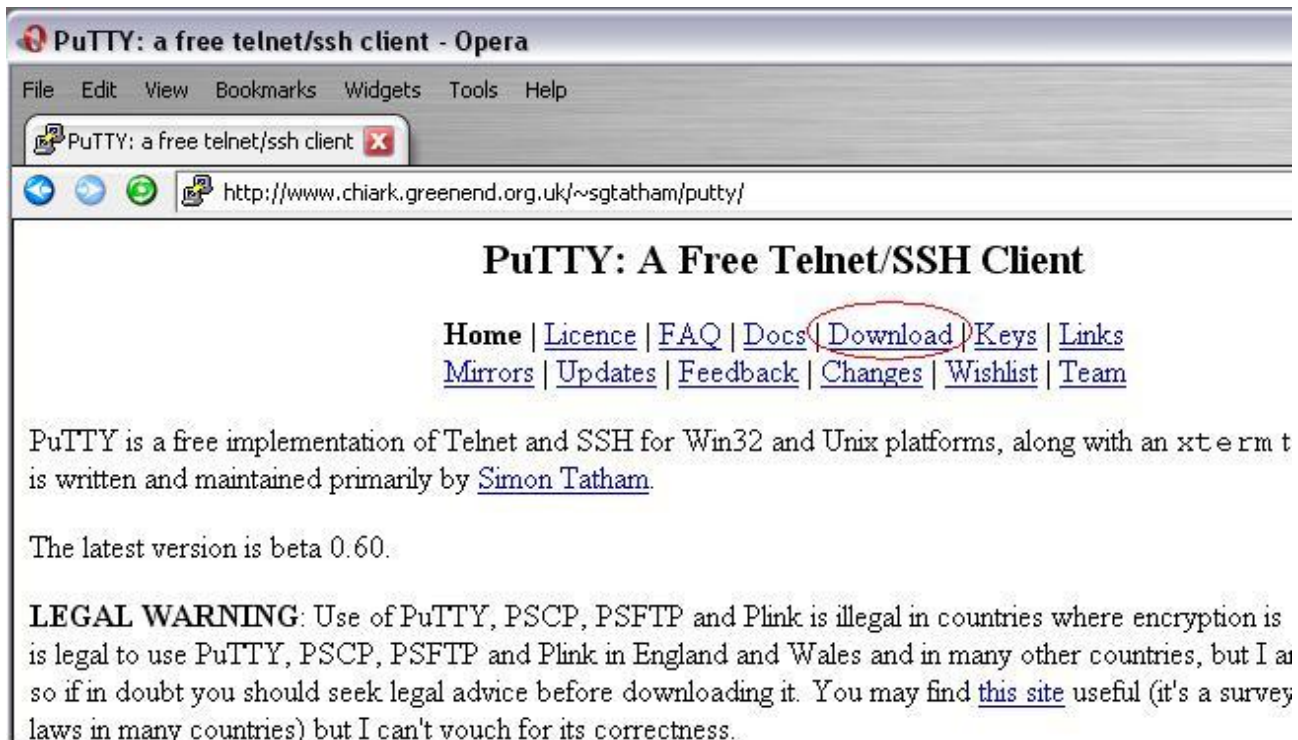 PuTTY: a free telnet/ssh client - Opera
File Edit View Bookmarks Widgets Tools Help
PuTTY: a free telnet/ssh client
http://www.chiark.greenend.org.uk/~sgtatham/putty/
PuTTY: A Free Telnet/SSH Client
Home | Licence | FAQ | Docs | Download | Keys | Links
Mirrors | Updates | Feedback | Changes | Wishlist | Team
PuTTY is a free implementation of Telnet and SSH for Win32 and Unix platforms, along with an xterm t
is written and maintained primarily by Simon Tatham.
The latest version is beta 0.60.
LEGAL WARNING: Use of PuTTY, PSCP, PSFTP and Plink is illegal in countries where encryption is
is legal to use PuTTY, PSCP, PSFTP and Plink in England and Wales and in many other countries, but I a
so if in doubt you should seek legal advice before downloading it. You may find this site useful (it's a survey
laws in many countries) but I can't vouch for its correctness.